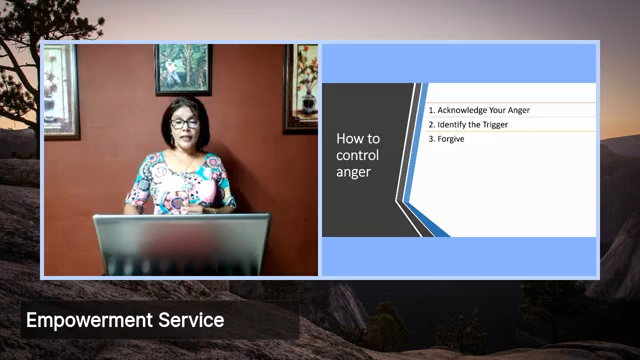 How to
control
anger
1. Acknowledge Your Anger
2. Identify the Trigger
3. Forgive
Empowerment Service